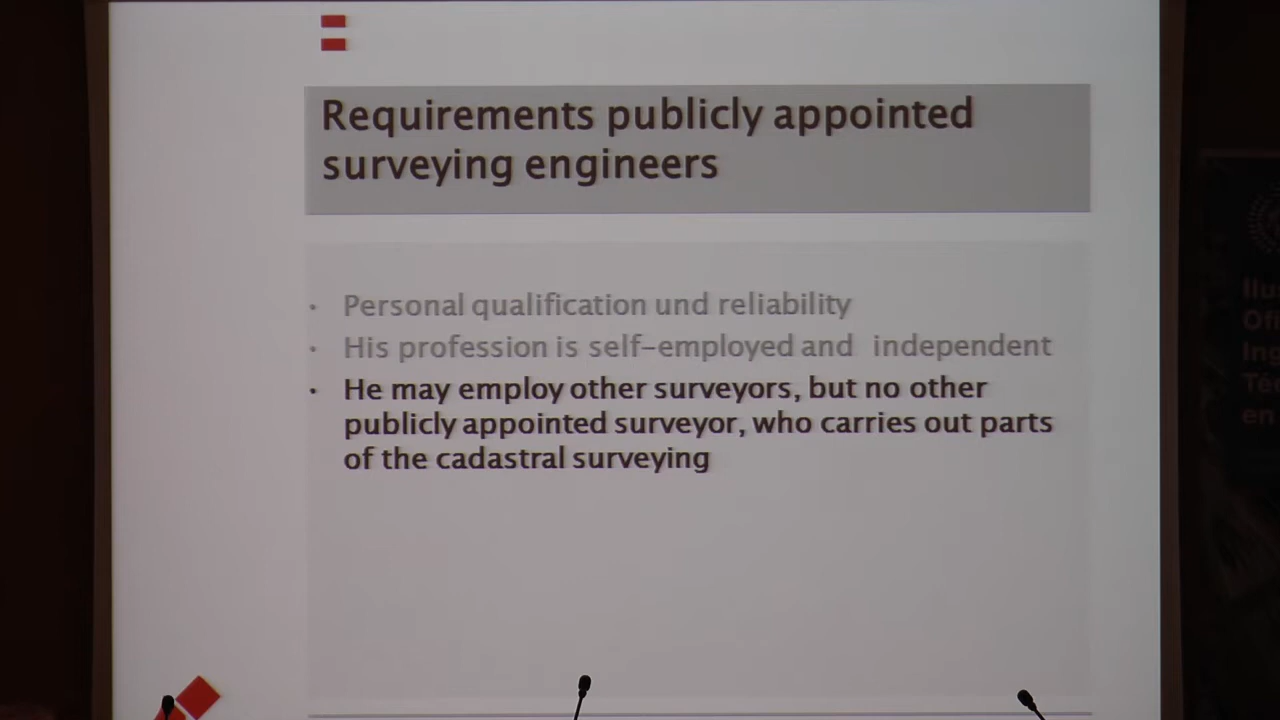 Requirements publicly appointed
surveying engineers
• Personal qualification und reliability
• His profession is self-employed and independent
• He may employ other surveyors, but no other
publicly appointed surveyor, who carries out parts
of the cadastral surveying